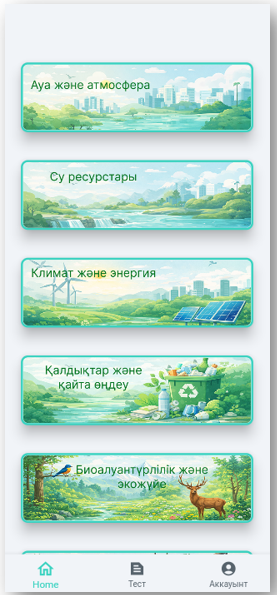 Ауа және атмосфера
Су ресурстары
Климат және энергия
Қалдықтар және
қайта өңдеу
Биоалуантүрлілік және
экожүйе
Home
Тест
Аккаунт